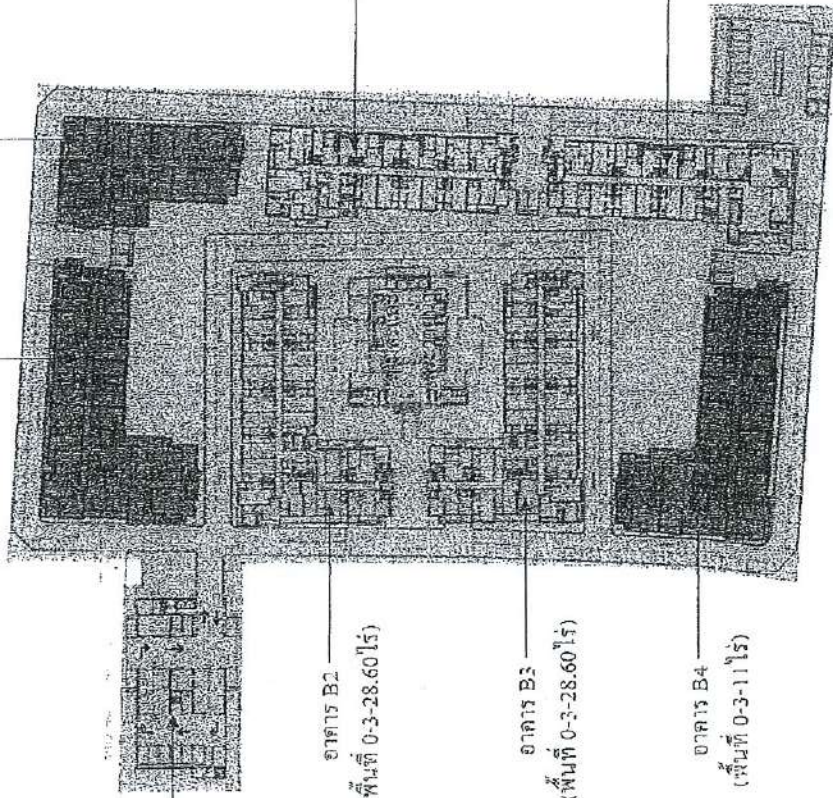 อาคาร B2
พื้นที่ 0-3-28.60 ไร่)
อาคาร B3
(พื้นที่ 0-3-28.60 ไร่)
อาคาร B4
(พื้นที่ 0-3-11 ไร่)